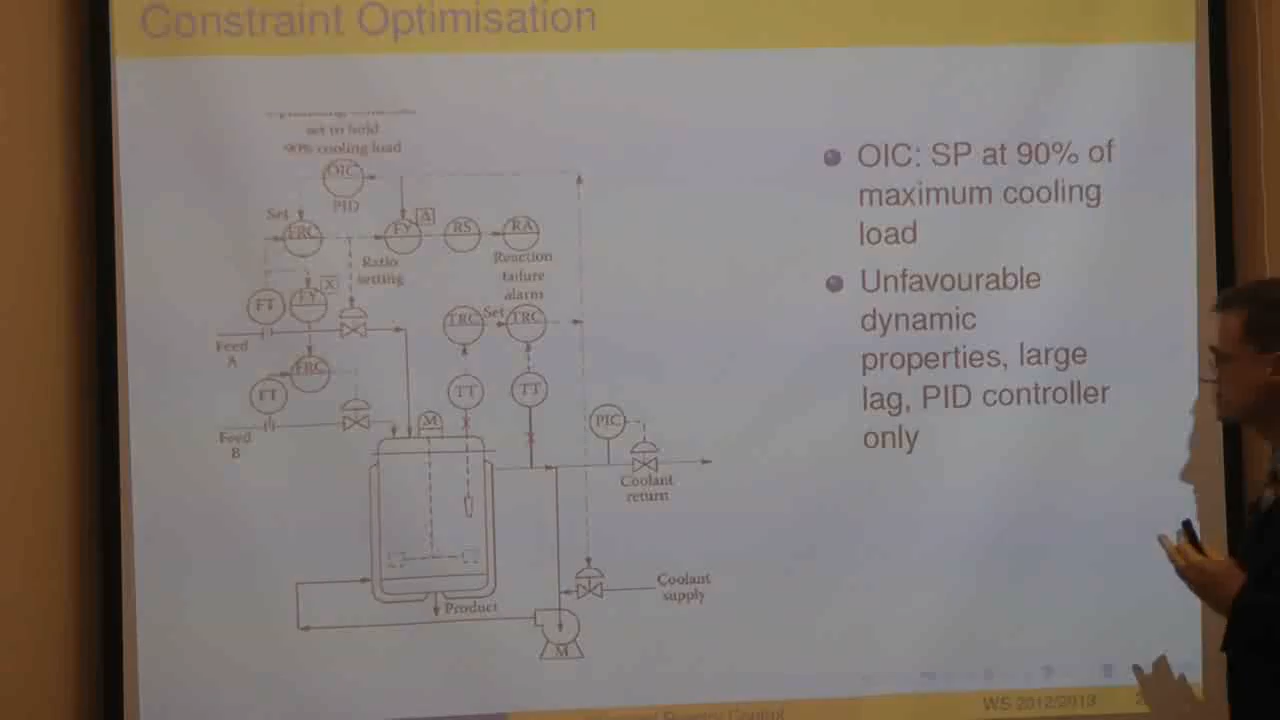 Constraint Optimisation
set to hold
90% cooling load
OIC
PID
Set
FRC
FY
Δ
RS
RA
Ratio
setting
Reaction
failure
alarm
FT
FY
X
TRC
Set
TRC
Feed
A
FRC
FT
TT
TT
Feed
B
M
PIC
Coolant
return
Coolant
supply
Product
M
OIC: SP at 90% of
maximum cooling
load
Unfavourable
dynamic
properties, large
lag, PID controller
only
Control
WS 2012/2013